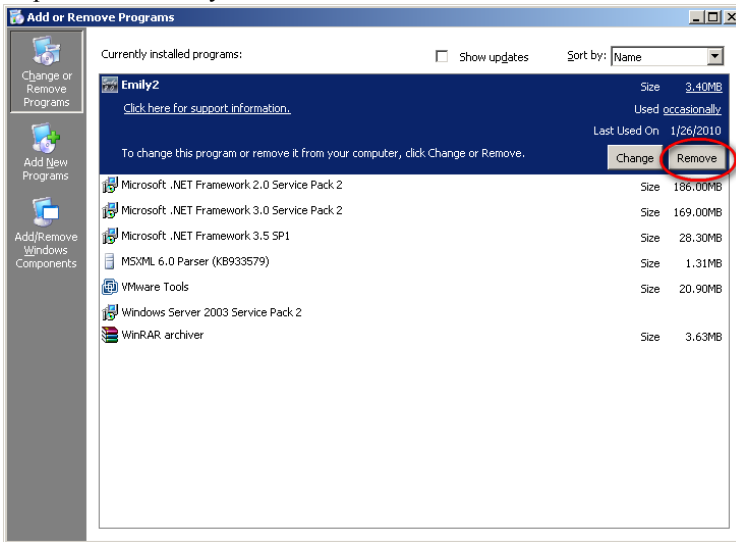 Add or Remove Programs
Currently installed programs:
Show updates
Sort by: Name
Change or
Remove
Programs
Add New
Programs
Add/Remove
Windows
Components
Emily2
Size 3.40MB
Click here for support information.
Used occasionally
Last Used On 1/26/2010
To change this program or remove it from your computer, click Change or Remove.
Change
Remove
Microsoft .NET Framework 2.0 Service Pack 2 Size 186.00MB
Microsoft .NET Framework 3.0 Service Pack 2 Size 169.00MB
Microsoft .NET Framework 3.5 SP1 Size 28.30MB
MSXML 6.0 Parser (KB933579) Size 1.31MB
VMware Tools Size 20.90MB
Windows Server 2003 Service Pack 2
WinRAR archiver Size 3.63MB